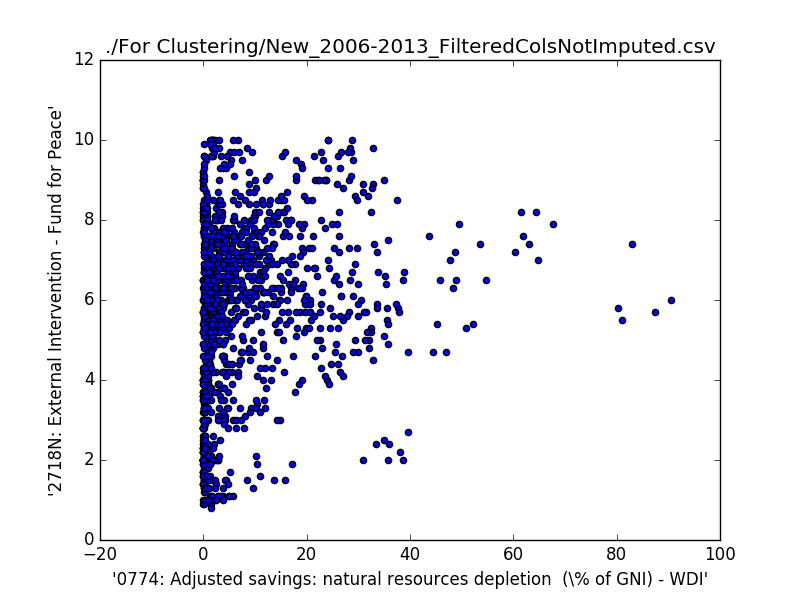 ./For Clustering/New_2006-2013_FilteredColsNotImputed.csv
'2718N: External Intervention - Fund for Peace'
12
10
8
6
4
2
0
−20 0 20 40 60 80 100
'0774: Adjusted savings: natural resources depletion  (\% of GNI) - WDI'